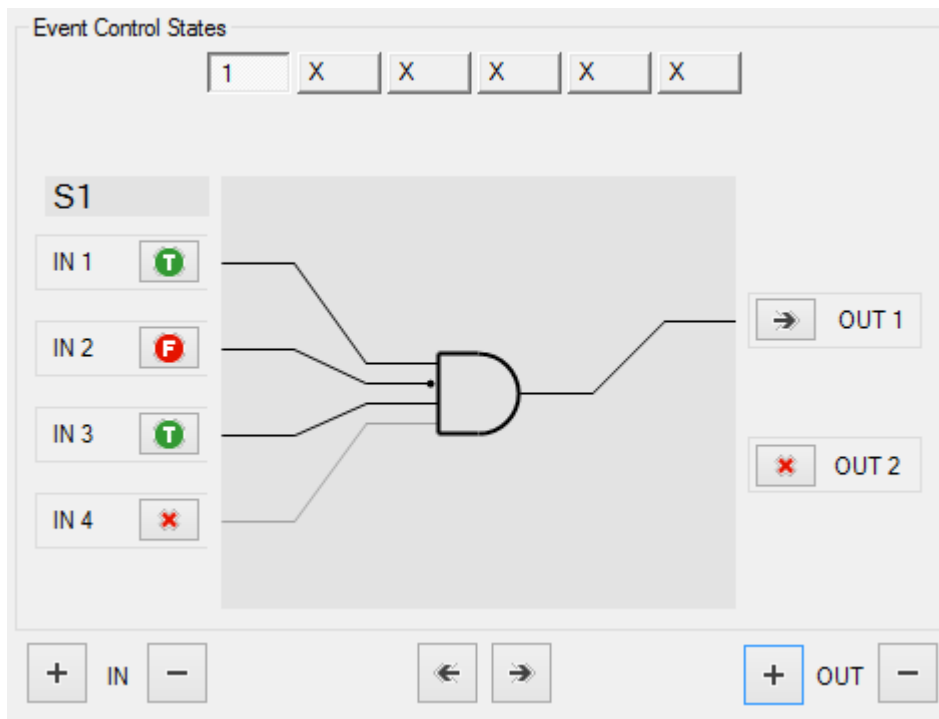 Event Control States
1 X X X X X
S1
IN 1 T
OUT 1
IN 2 F
IN 3 T
OUT 2
IN 4
+ IN − + OUT −